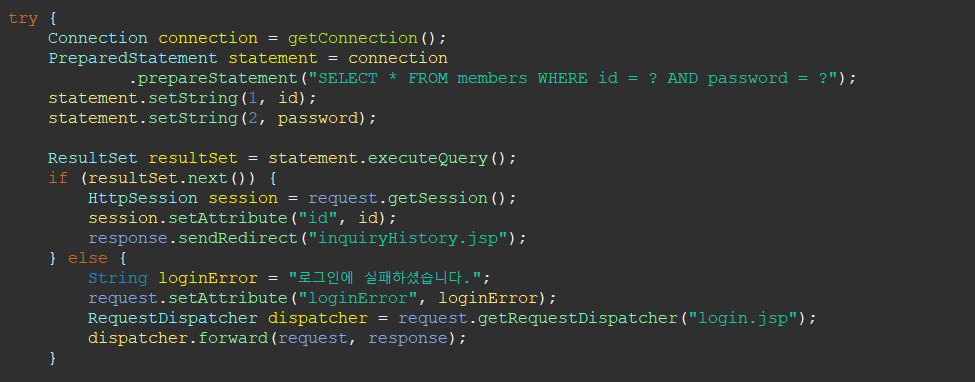 try {
    Connection connection = getConnection();
    PreparedStatement statement = connection
            .prepareStatement("SELECT * FROM members WHERE id = ? AND password = ?");
    statement.setString(1, id);
    statement.setString(2, password);

    ResultSet resultSet = statement.executeQuery();
    if (resultSet.next()) {
        HttpSession session = request.getSession();
        session.setAttribute("id", id);
        response.sendRedirect("inquiryHistory.jsp");
    } else {
        String loginError = "로그인에 실패하셨습니다.";
        request.setAttribute("loginError", loginError);
        RequestDispatcher dispatcher = request.getRequestDispatcher("login.jsp");
        dispatcher.forward(request, response);
    }